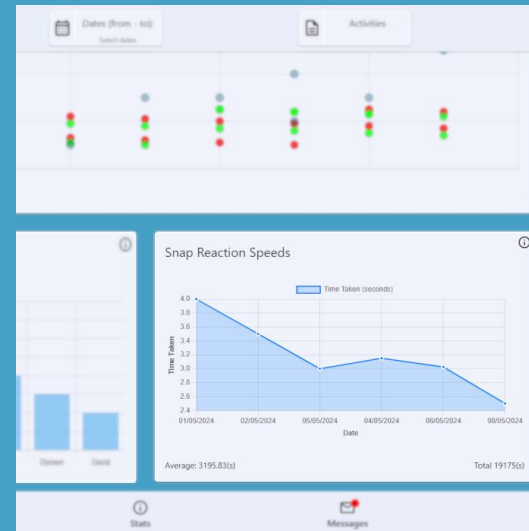 Dates (from - to)
Select dates
Activities
Snap Reaction Speeds
Time Taken (seconds)
4.0
3.8
3.6
3.4
3.2
3.0
2.8
2.6
2.4
Time Taken
01/05/2024 02/05/2024 05/05/2024 04/05/2024 06/05/2024 08/05/2024
Date
Average: 3195.83(s) Total 19175(s)
Doreen David
Stats
Messages